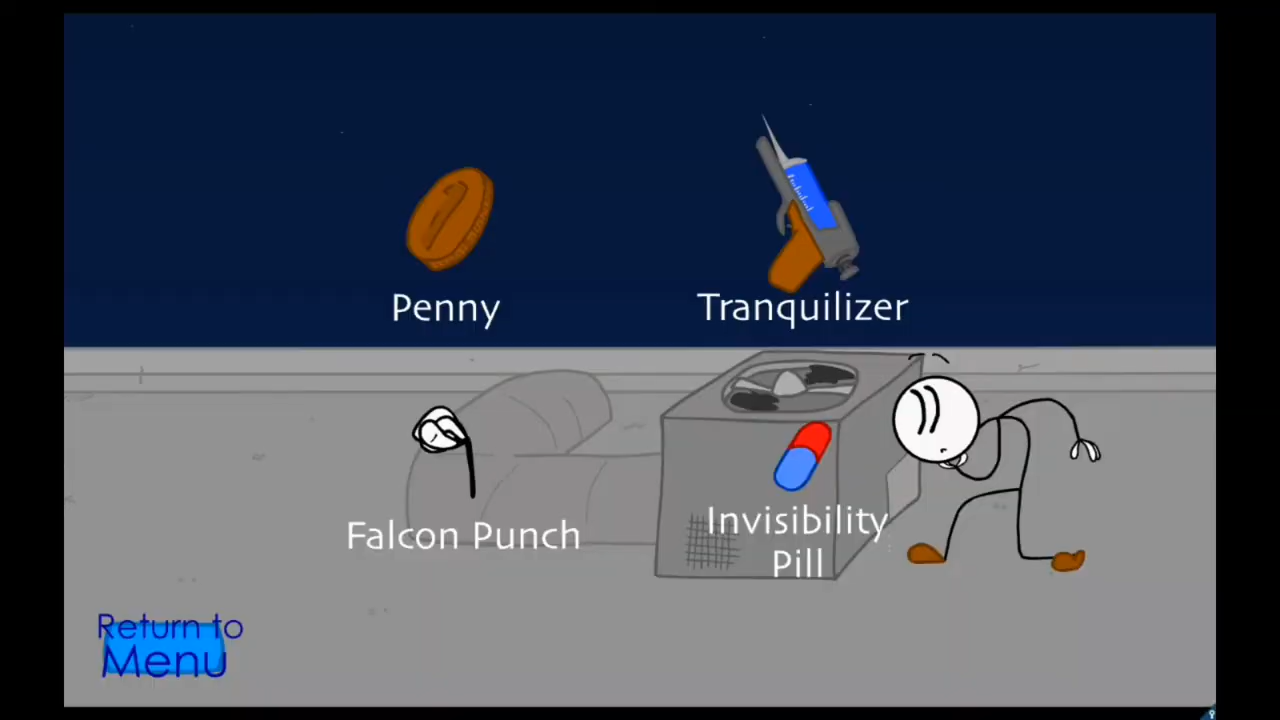 Penny
Tranquilizer
Falcon Punch
Invisibility
Pill
Return to
Menu